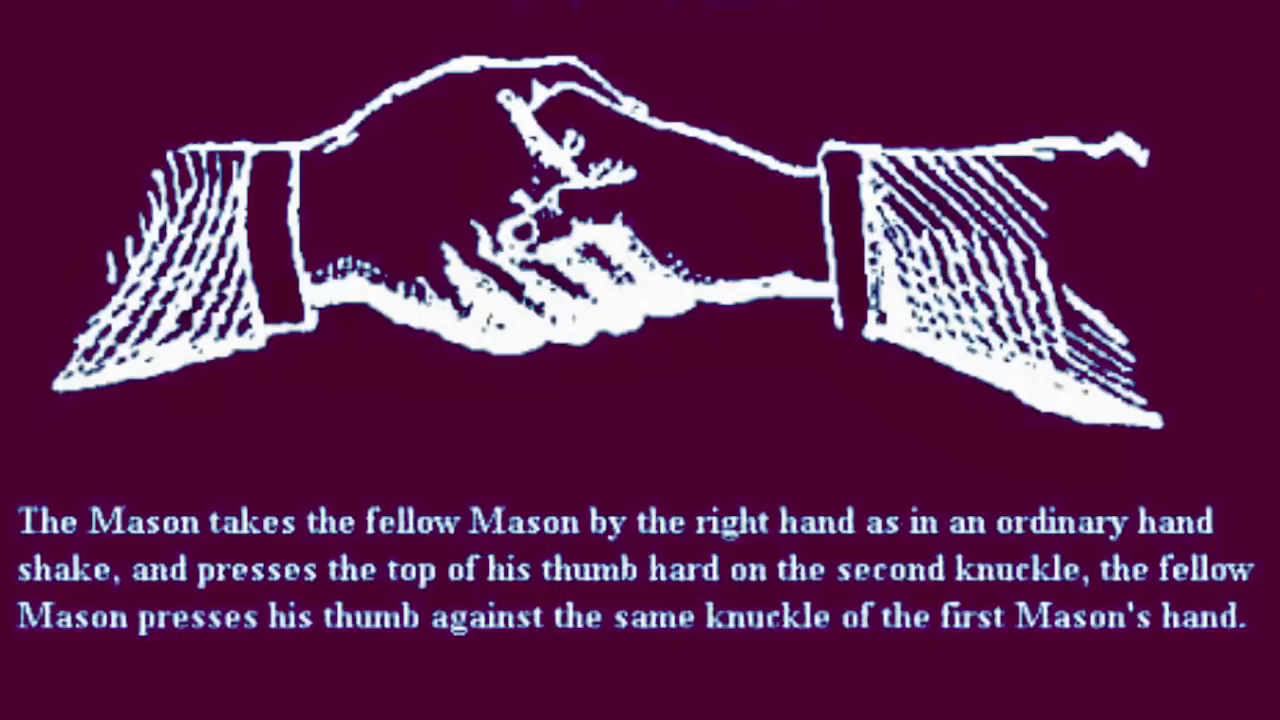 The Mason takes the fellow Mason by the right hand as in an ordinary hand
shake, and presses the top of his thumb hard on the second knuckle, the fellow
Mason presses his thumb against the same knuckle of the first Mason's hand.